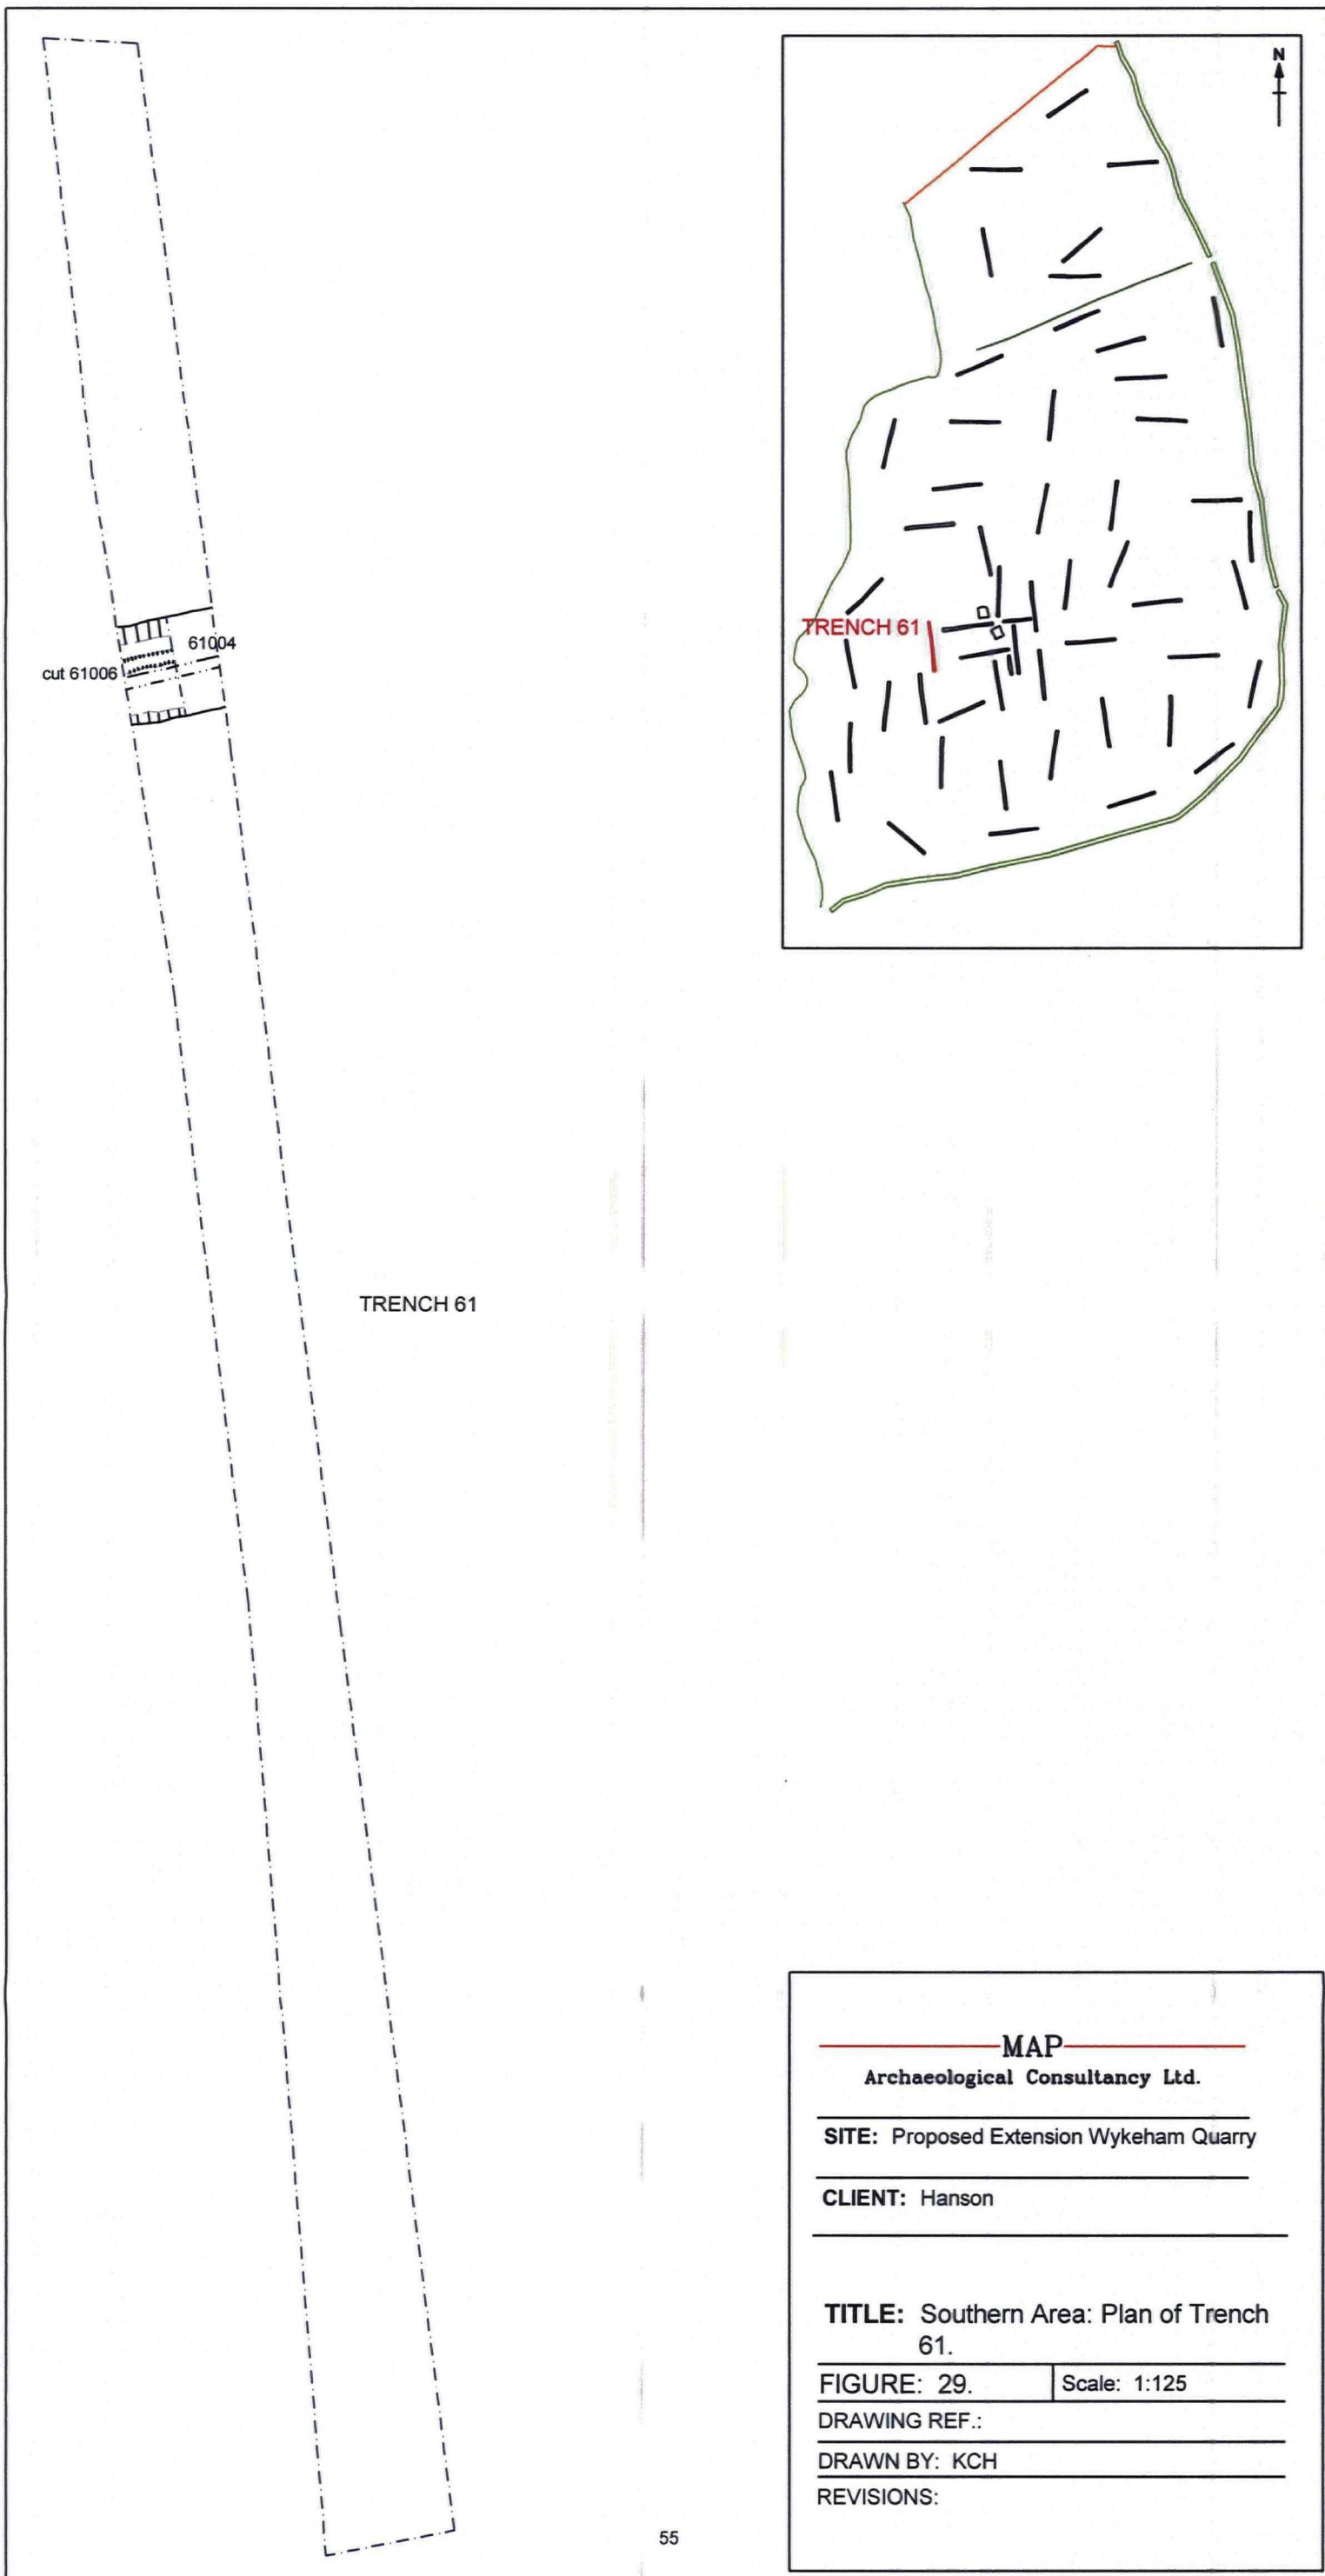 N
TRENCH 61
61004
cut 61006
TRENCH 61
MAP
Archaeological Consultancy Ltd.
SITE: Proposed Extension Wykeham Quarry
CLIENT: Hanson
TITLE: Southern Area: Plan of Trench
61.
FIGURE: 29.
Scale: 1:125
DRAWING REF.:
DRAWN BY: KCH
REVISIONS:
55